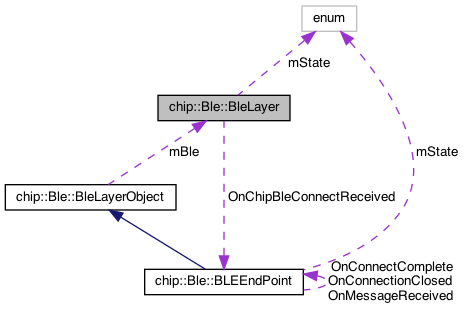 enum
mState
chip::Ble::BleLayer
mBle
mState
chip::Ble::BleLayerObject
OnChipBleConnectReceived
chip::Ble::BLEEndPoint
OnConnectComplete
OnConnectionClosed
OnMessageReceived